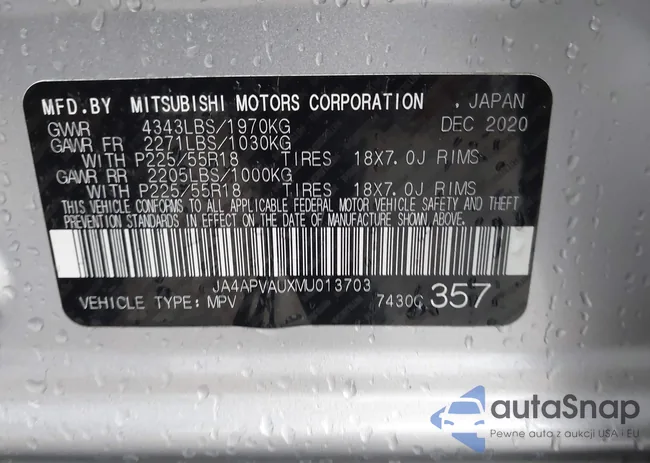 MFD.BY MITSUBISHI MOTORS CORPORATION , JAPAN
GVWR 4343LBS/1970KG DEC 2020
GAWR FR 2271LBS/1030KG
WITH P225/55R18 TIRES 18X7.0J RIMS
GAWR RR 2205LBS/1000KG
WITH P225/55R18 TIRES 18X7.0J RIMS
THIS VEHICLE CONFORMS TO ALL APPLICABLE FEDERAL MOTOR VEHICLE SAFETY AND THEFT
PREVENTION STANDARDS IN EFFECT ON THE DATE OF MANUFACTURE SHOWN ABOVE.
JA4APVAUXMU013703
VEHICLE TYPE: MPV 7430C 357
autaSnap
Pewne auta z aukcji USA i EU